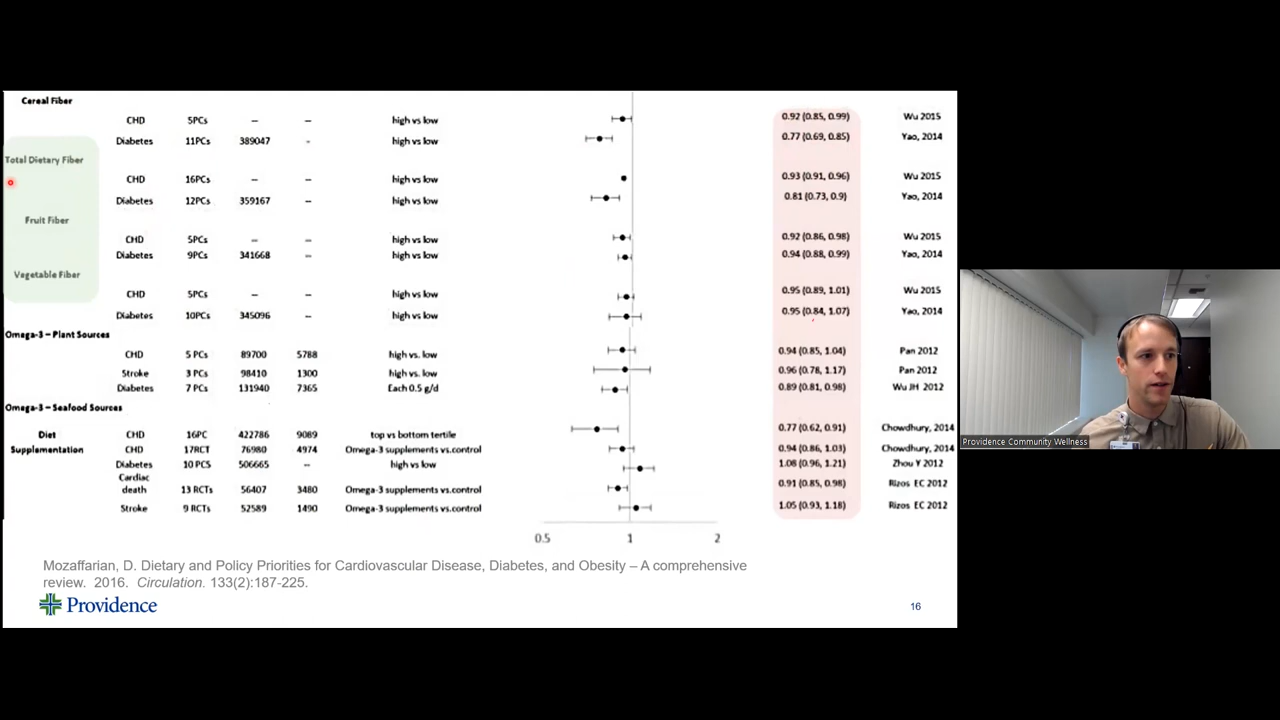 Cereal Fiber
CHD 5PCs – – high vs low 0.92 (0.85, 0.99) Wu 2015
Diabetes 11PCs 389047 - high vs low 0.77 (0.69, 0.85) Yao, 2014
Total Dietary Fiber
CHD 16PCs – – high vs low 0.93 (0.91, 0.96) Wu 2015
Diabetes 12PCs 359167 – high vs low 0.81 (0.73, 0.9) Yao, 2014
Fruit Fiber
CHD 5PCs – – high vs low 0.92 (0.86, 0.98) Wu 2015
Diabetes 9PCs 341668 – high vs low 0.94 (0.88, 0.99) Yao, 2014
Vegetable Fiber
CHD 5PCs – – high vs low 0.95 (0.89, 1.01) Wu 2015
Diabetes 10PCs 345096 – high vs low 0.95 (0.84, 1.07) Yao, 2014
Omega-3 – Plant Sources
CHD 5 PCs 89700 5788 high vs. low 0.94 (0.85, 1.04) Pan 2012
Stroke 3 PCs 98410 1300 high vs. low 0.96 (0.78, 1.17) Pan 2012
Diabetes 7 PCs 131940 7365 Each 0.5 g/d 0.89 (0.81, 0.98) Wu JH 2012
Omega-3 – Seafood Sources
Diet CHD 16PC 422786 9089 top vs bottom tertile 0.77 (0.62, 0.91) Chowdhury, 2014
Supplementation CHD 17RCT 76980 4974 Omega-3 supplements vs.control 0.94 (0.86, 1.03) Chowdhury, 2014
Diabetes 10 PCS 506665 – high vs low 1.08 (0.96, 1.21) Zhou Y 2012
Cardiac
death 13 RCTs 56407 3480 Omega-3 supplements vs.control 0.91 (0.85, 0.98) Rizos EC 2012
Stroke 9 RCTs 52589 1490 Omega-3 supplements vs.control 1.05 (0.93, 1.18) Rizos EC 2012
0.5 1 2
Mozaffarian, D. Dietary and Policy Priorities for Cardiovascular Disease, Diabetes, and Obesity – A comprehensive
review. 2016. Circulation. 133(2):187-225.
Providence
16
Providence Community Wellness